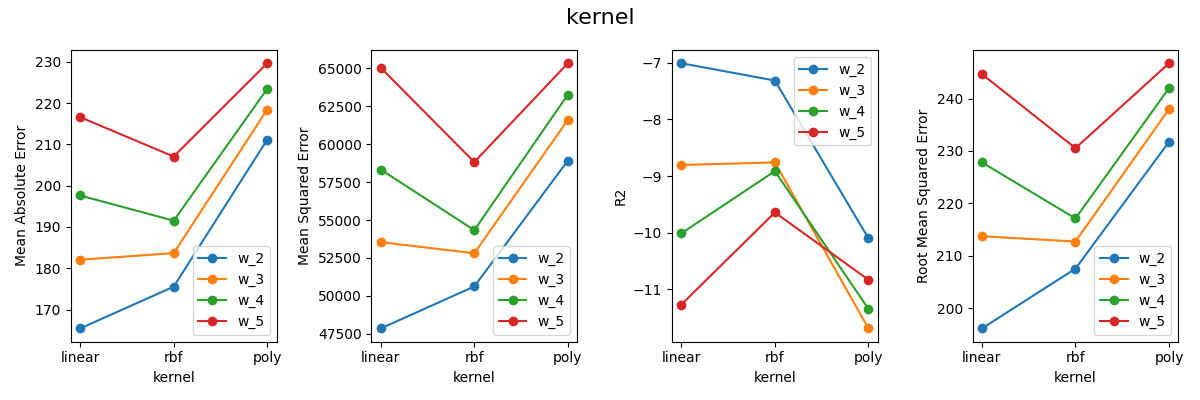 kernel
Mean Absolute Error
230
220
210
200
190
180
170
linear rbf poly
kernel
w_2
w_3
w_4
w_5
Mean Squared Error
65000
62500
60000
57500
55000
52500
50000
47500
linear rbf poly
kernel
w_2
w_3
w_4
w_5
R2
−7
−8
−9
−10
−11
linear rbf poly
kernel
w_2
w_3
w_4
w_5
Root Mean Squared Error
240
230
220
210
200
linear rbf poly
kernel
w_2
w_3
w_4
w_5